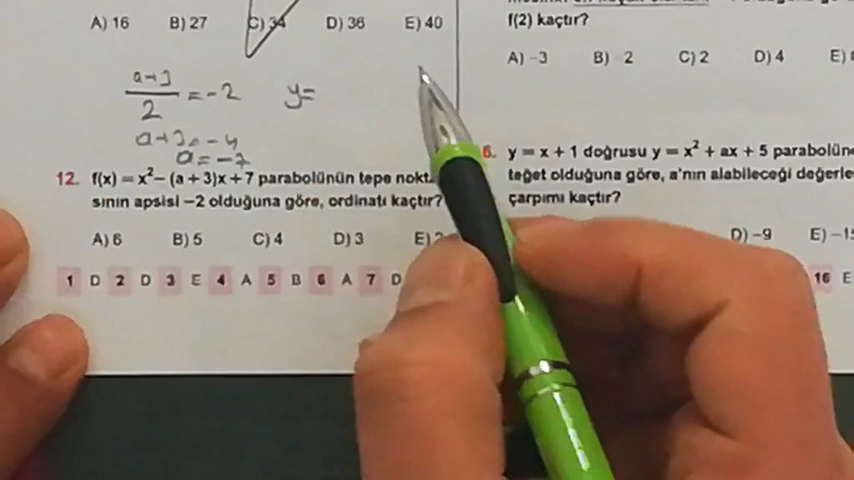 A) 16 B) 27 C) 34 D) 36 E) 40
a+3
2 = -2 y=
a+3 = -4
a = -7
12. f(x) = x² – (a + 3)x + 7 parabolünün tepe nokt
sının apsisi –2 olduğuna göre, ordinatı kaçtır?
A) 6 B) 5 C) 4 D) 3 E) 2
1 D 2 D 3 E 4 A 5 B 6 A 7 D
f(2) kaçtır?
A) –3 B) –2 C) 2 D) 4 E)
6. y = x + 1 doğrusu y = x² + ax + 5 parabolün
teğet olduğuna göre, a'nın alabileceği değerle
çarpımı kaçtır?
D) –9 E) –15
16 E